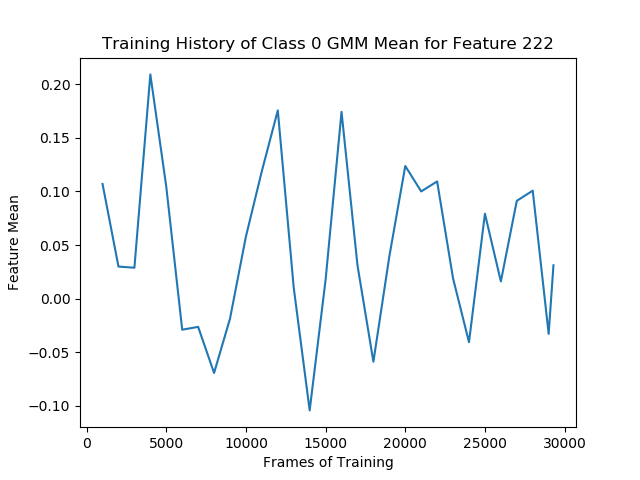 Training History of Class 0 GMM Mean for Feature 222
0.20
0.15
0.10
0.05
0.00
−0.05
−0.10
Feature Mean
0 5000 10000 15000 20000 25000 30000
Frames of Training